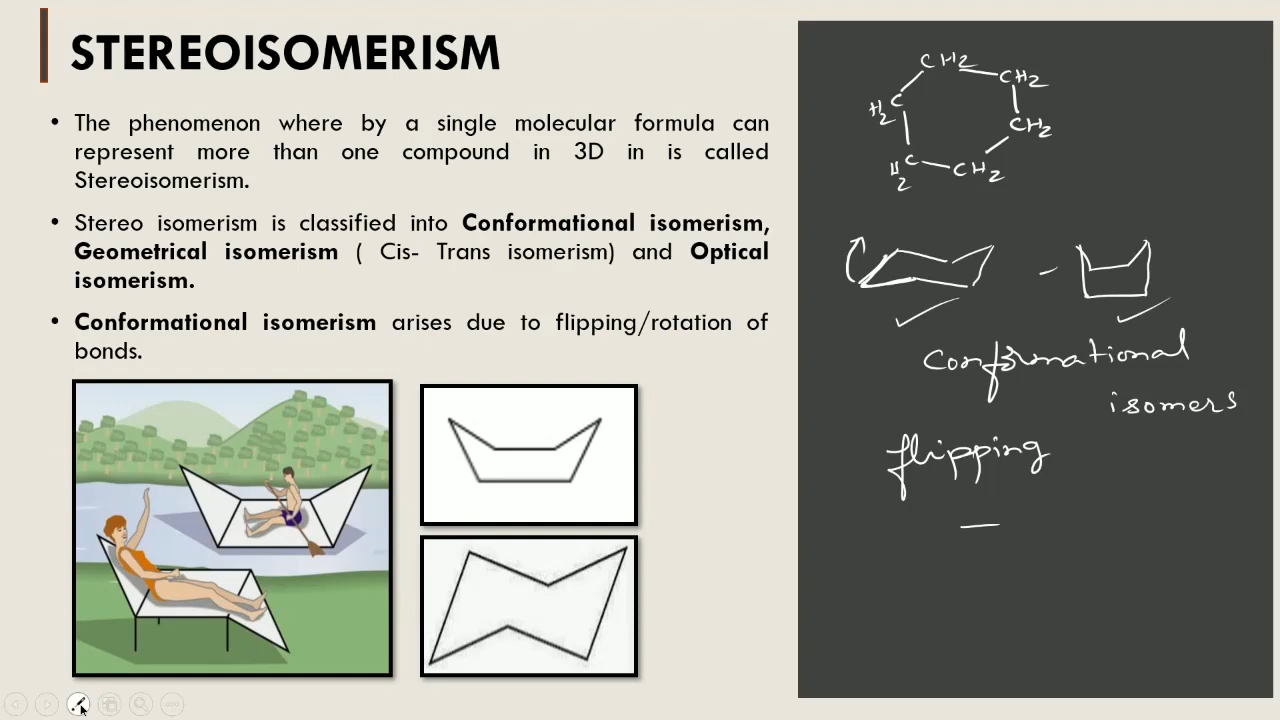 STEREOISOMERISM
• The phenomenon where by a single molecular formula can
represent more than one compound in 3D in is called
Stereoisomerism.
• Stereo isomerism is classified into Conformational isomerism,
Geometrical isomerism ( Cis- Trans isomerism) and Optical
isomerism.
• Conformational isomerism arises due to flipping/rotation of
bonds.
CH2
CH2
H2C
CH2
H2C
CH2
Conformational
isomers
flipping